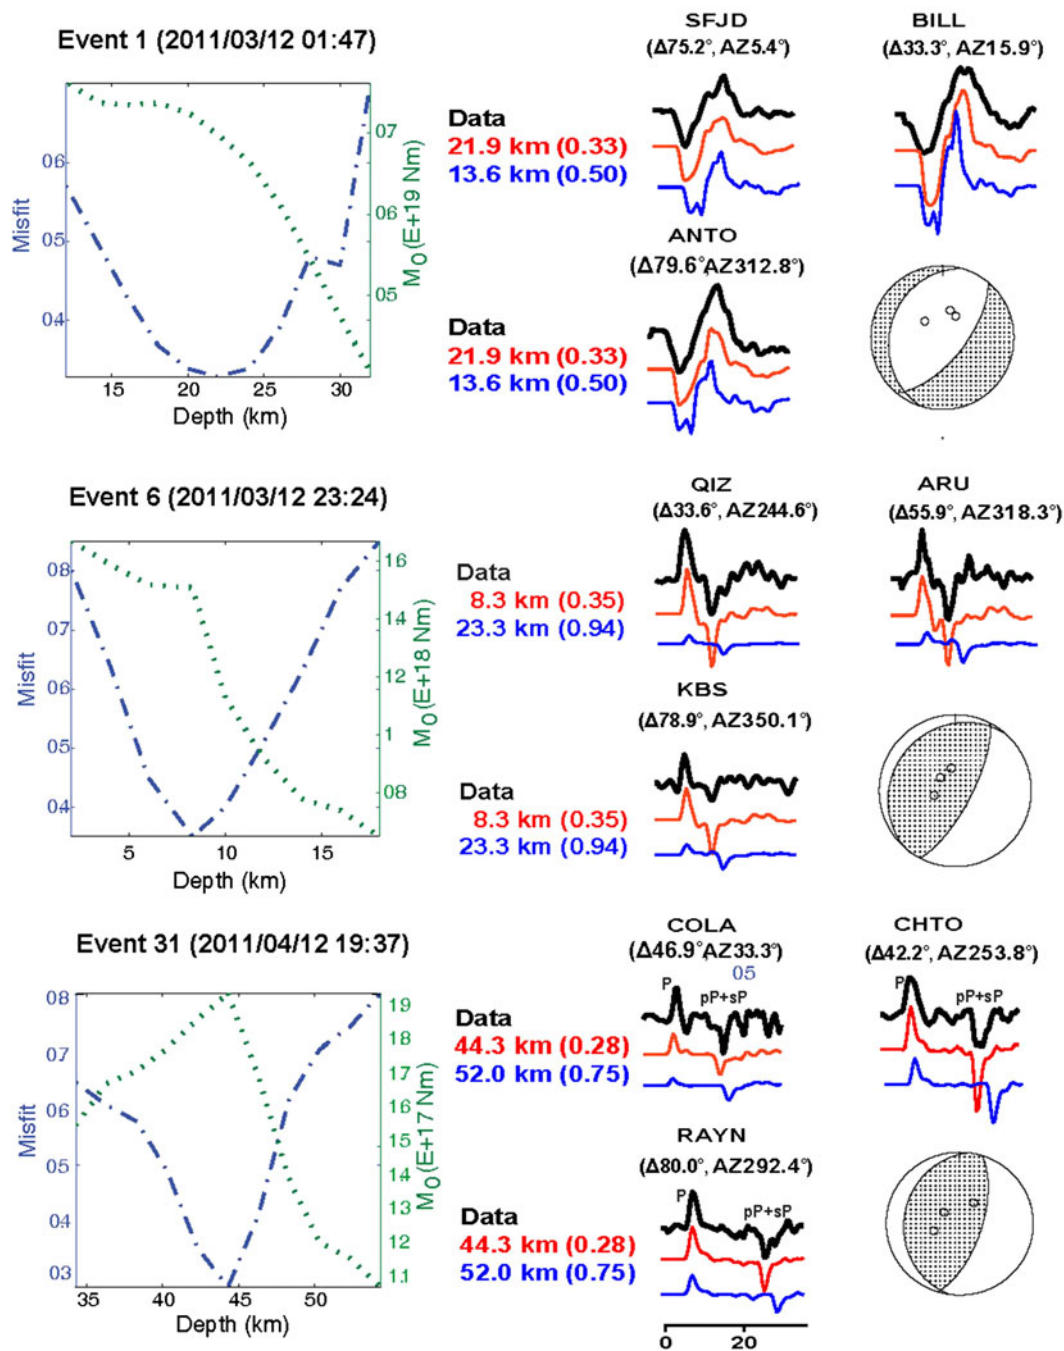 Event 1 (2011/03/12 01:47)
SFJD
(Δ75.2°, AZ5.4°)
BILL
(Δ33.3°, AZ15.9°)
Misfit
06
05
04
15 20 25 30
Depth (km)
07
06
05
M0(E+19 Nm)
Data
21.9 km (0.33)
13.6 km (0.50)
ANTO
(Δ79.6°AZ312.8°)
Data
21.9 km (0.33)
13.6 km (0.50)
Event 6 (2011/03/12 23:24)
QIZ
(Δ33.6°, AZ244.6°)
ARU
(Δ55.9°, AZ318.3°)
Misfit
08
07
06
05
04
5 10 15
Depth (km)
16
15
14
12
1
08
M0(E+18 Nm)
Data
8.3 km (0.35)
23.3 km (0.94)
KBS
(Δ78.9°, AZ350.1°)
Data
8.3 km (0.35)
23.3 km (0.94)
Event 31 (2011/04/12 19:37)
COLA
(Δ46.9°AZ33.3°)
05
CHTO
(Δ42.2°, AZ253.8°)
Misfit
08
07
06
05
04
03
35 40 45 50
Depth (km)
19
18
17
16
15
14
13
12
11
M0(E+17 Nm)
P
pP+sP
P
pP+sP
Data
44.3 km (0.28)
52.0 km (0.75)
RAYN
(Δ80.0°, AZ292.4°)
P
pP+sP
Data
44.3 km (0.28)
52.0 km (0.75)
0 20